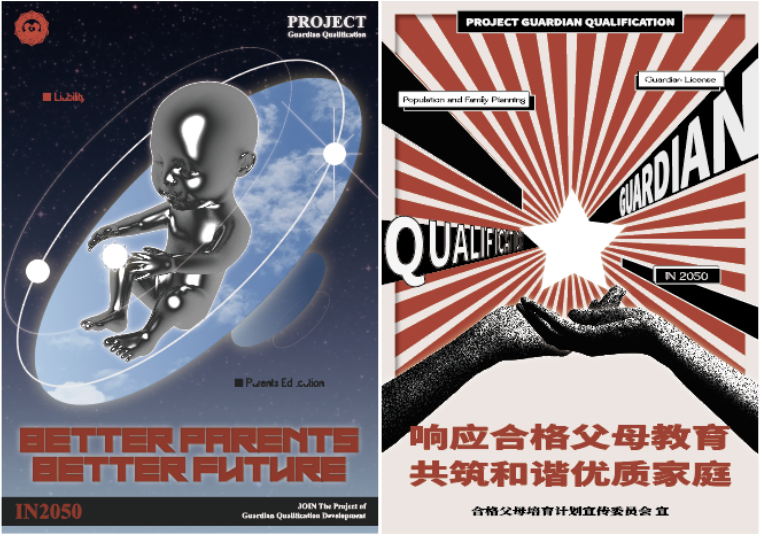 PROJECT
Guardian Qualification
Liability
Parents Education
BETTER PARENTS
BETTER FUTURE
IN2050
JOIN The Project of
Guardian Qualification Development
PROJECT GUARDIAN QUALIFICATION
Guardian License
Population and Family Planning
GUARDIAN
QUALIFICATION
IN 2050
响应合格父母教育
共筑和谐优质家庭
合格父母培育计划宣传委员会 宣